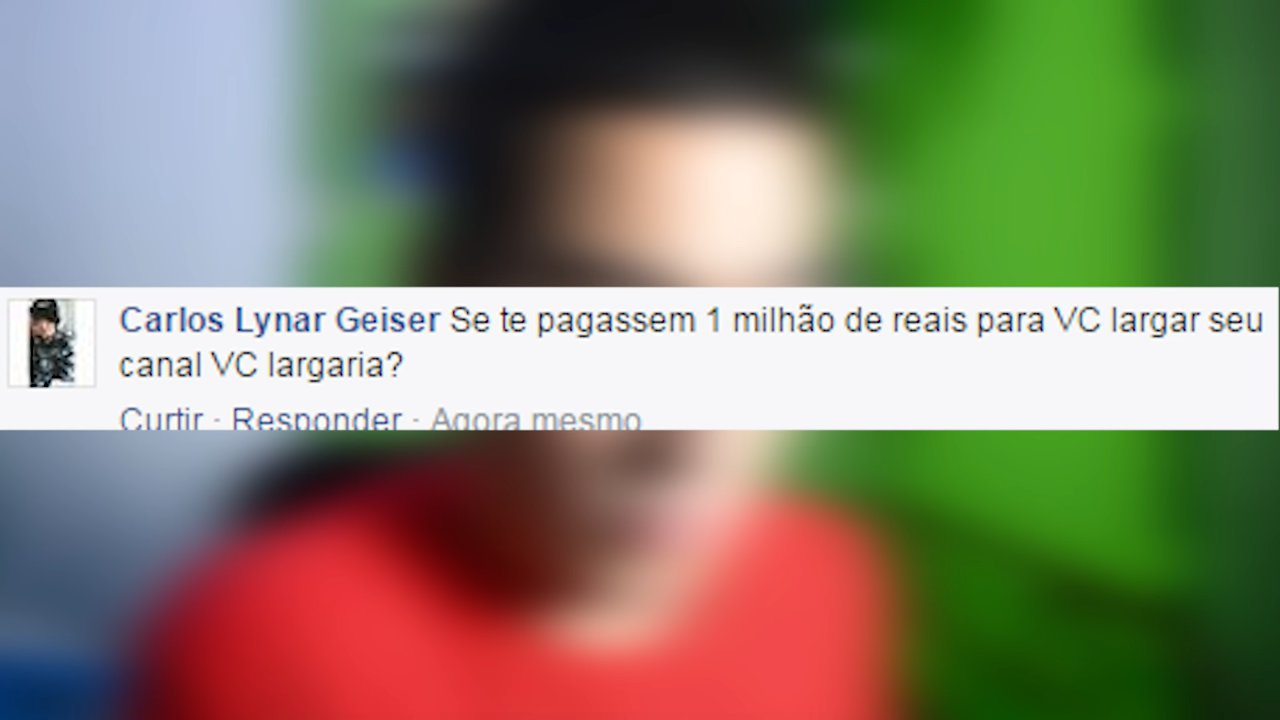 Carlos Lynar Geiser Se te pagassem 1 milhão de reais para VC largar seu
canal VC largaria?
Curtir · Responder · Agora mesmo